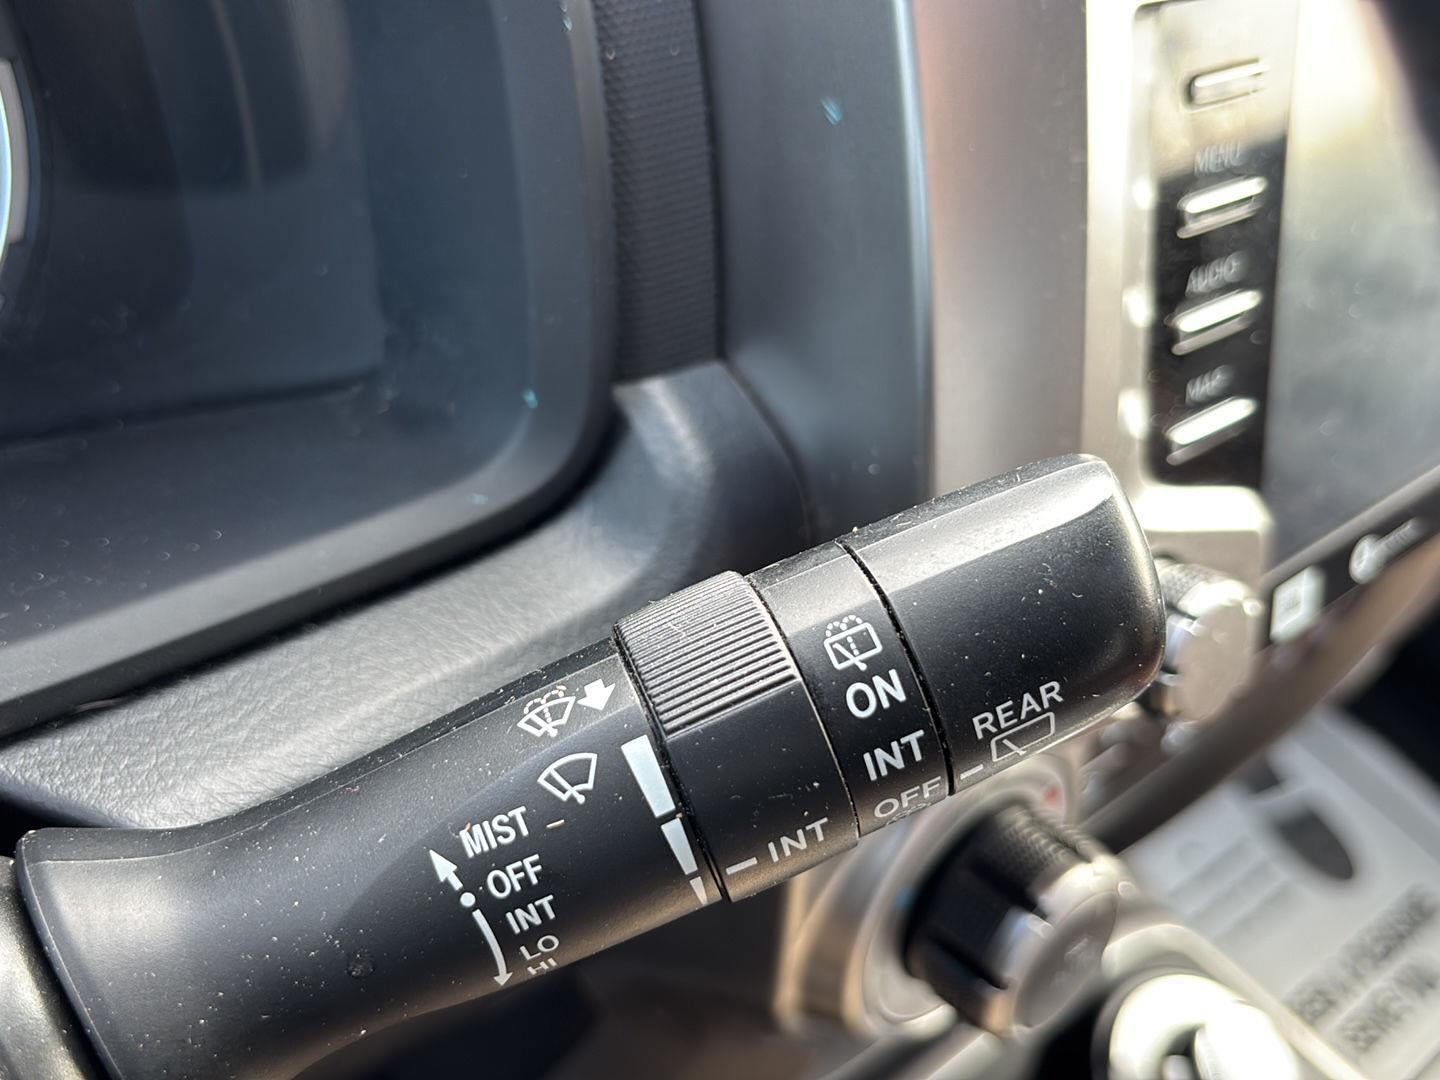 MENU
AUDIO
MAP
ON
INT
OFF
REAR
INT
MIST
OFF
INT
LO
HI